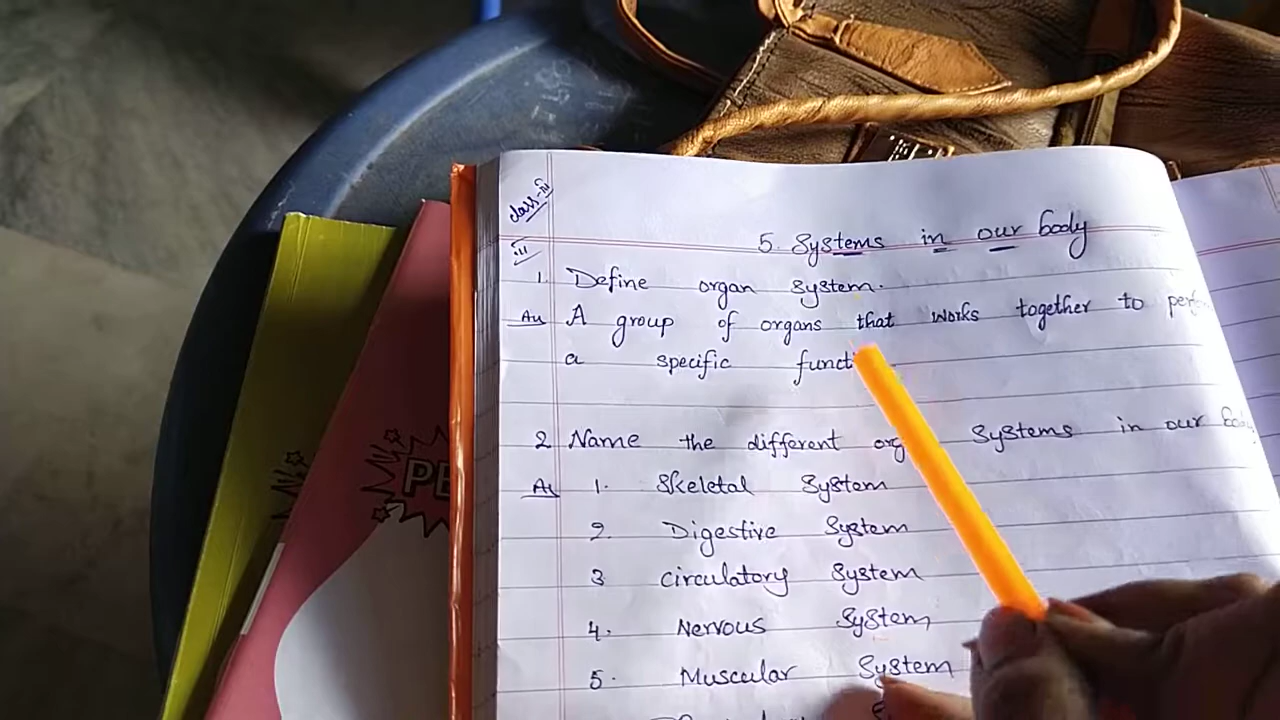 class-iii
iii
5. Systems in our body
1. Define organ system.
Ans A group of organs that works together to
a specific
2 Name the different systems in our body
Ans 1. Skeletal System
2. Digestive System
3 circulatory System
4. Nervous System
5. Muscular System